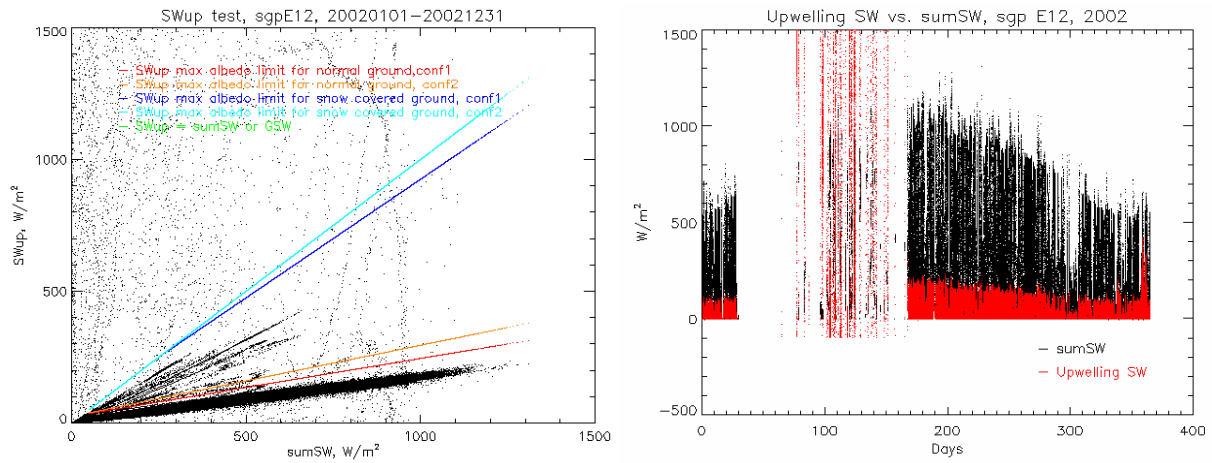 SWup test, sgpE12, 20020101-20021231
1500
1000
500
0
SWup, W/m²
— SWup max albedo limit for normal ground,conf1
— SWup max albedo limit for normal ground, conf2
— SWup max albedo limit for snow covered ground, conf1
— SWup max albedo limit for snow covered ground, conf2
— SWup = sumSW or GSW
0 500 1000 1500
sumSW, W/m²
Upwelling SW vs. sumSW, sgp E12, 2002
1500
1000
500
0
-500
W/m²
— sumSW
— Upwelling SW
0 100 200 300 400
Days